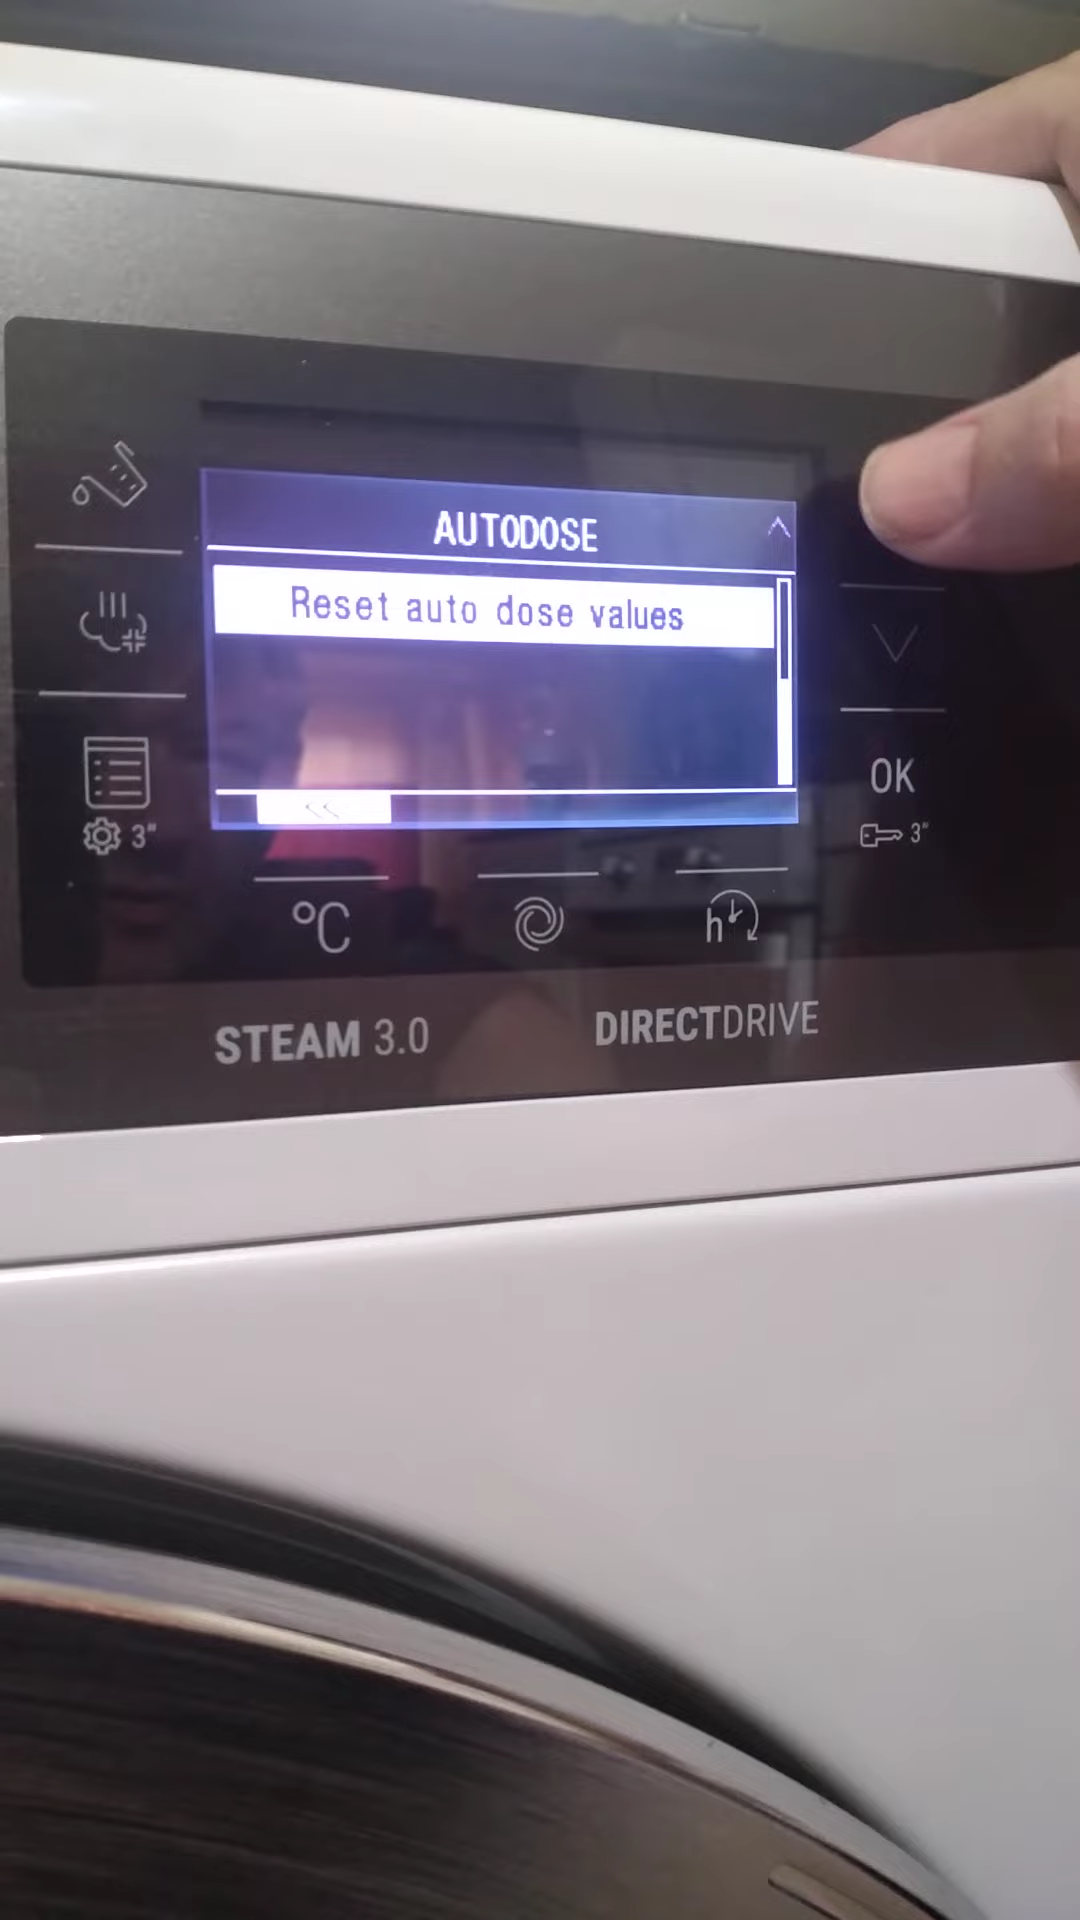 AUTODOSE
Reset auto dose values
<<
3"
OK
3"
°C
h
STEAM 3.0
DIRECTDRIVE